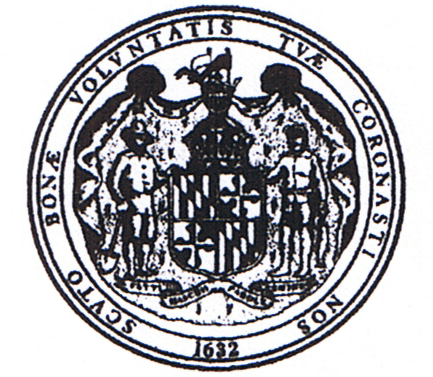 SCVTO BONÆ VOLVNTATIS TVÆ CORONASTI NOS
1632